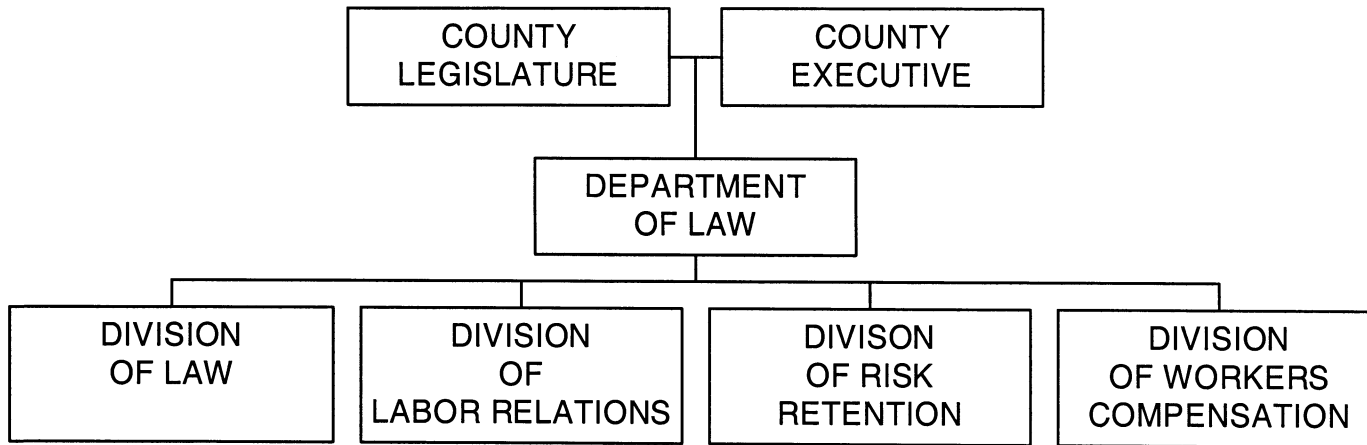 COUNTY
LEGISLATURE
COUNTY
EXECUTIVE
DEPARTMENT
OF LAW
DIVISION
OF LAW
DIVISION
OF
LABOR RELATIONS
DIVISON
OF RISK
RETENTION
DIVISION
OF WORKERS
COMPENSATION